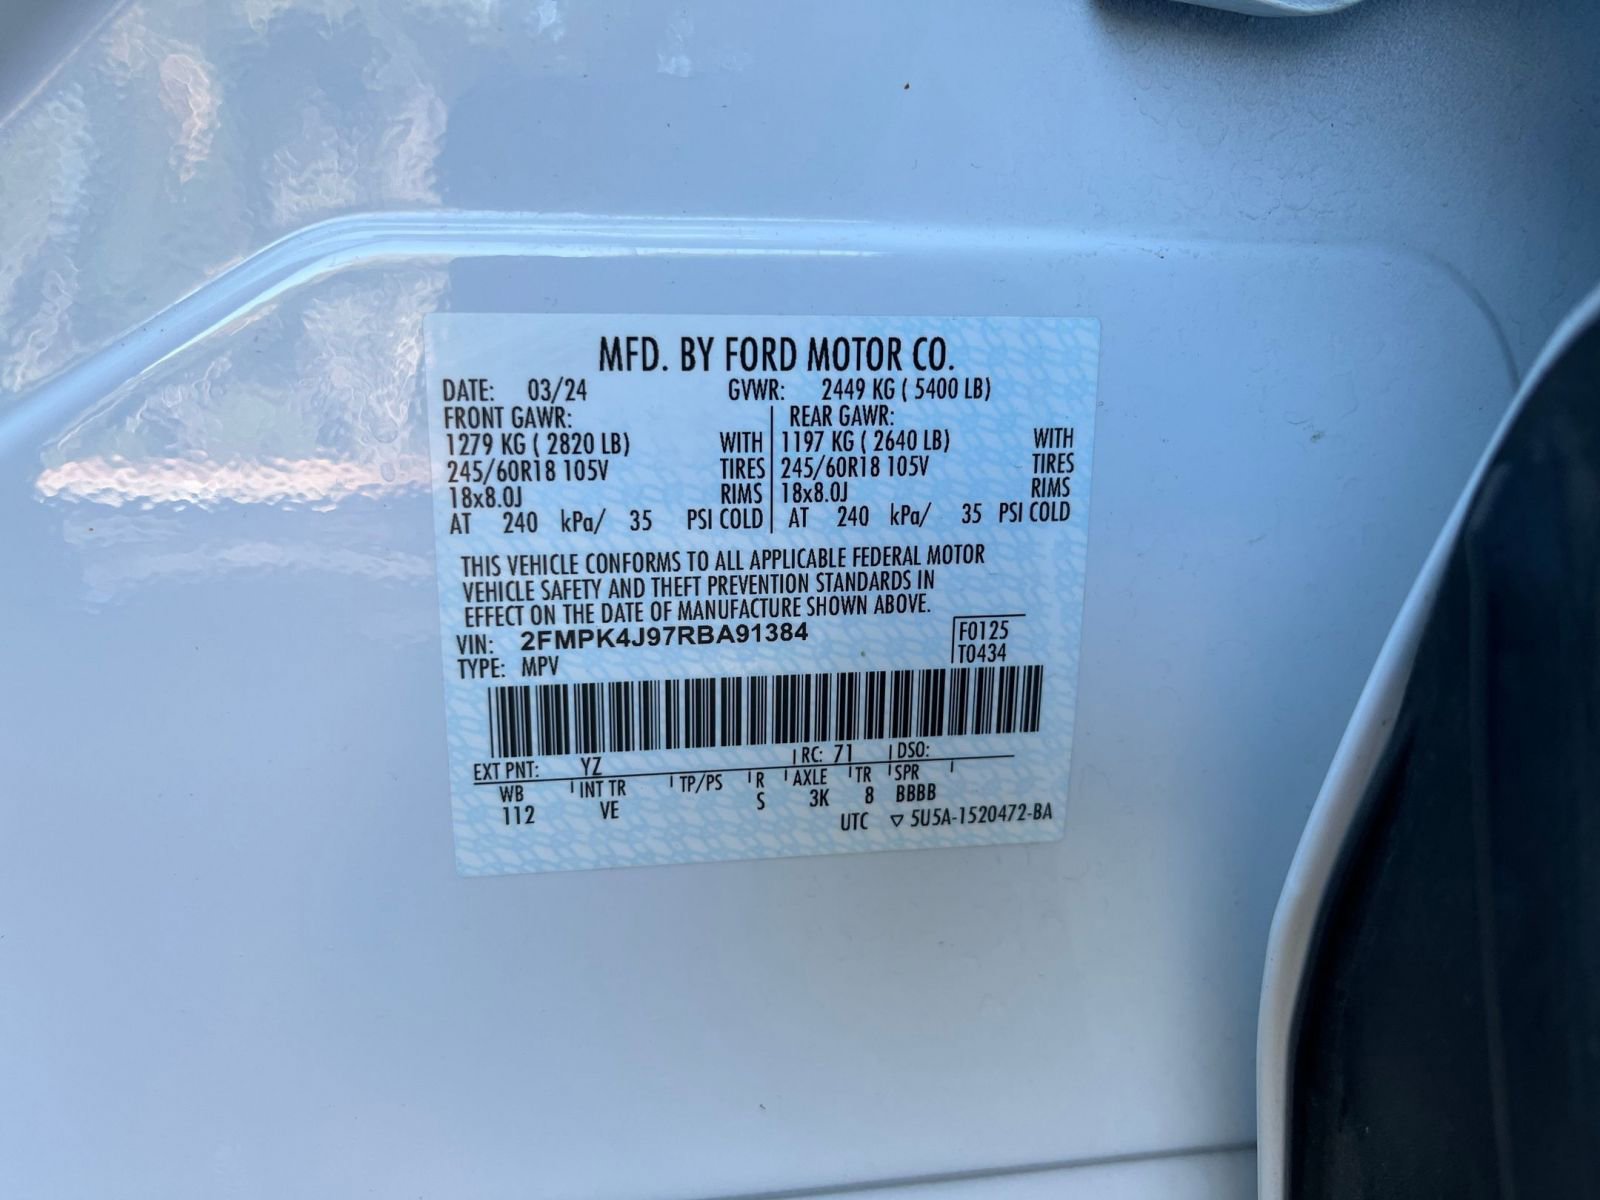 MFD. BY FORD MOTOR CO.
DATE: 03/24 GVWR: 2449 KG ( 5400 LB)
FRONT GAWR: REAR GAWR:
1279 KG ( 2820 LB) WITH 1197 KG ( 2640 LB) WITH
245/60R18 105V TIRES 245/60R18 105V TIRES
18x8.0J RIMS 18x8.0J RIMS
AT 240 kPa/ 35 PSI COLD AT 240 kPa/ 35 PSI COLD
THIS VEHICLE CONFORMS TO ALL APPLICABLE FEDERAL MOTOR
VEHICLE SAFETY AND THEFT PREVENTION STANDARDS IN
EFFECT ON THE DATE OF MANUFACTURE SHOWN ABOVE.
VIN: 2FMPK4J97RBA91384 F0125
TYPE: MPV T0434
EXT PNT: YZ RC: 71 DSO:
WB INT TR TP/PS R AXLE TR SPR
112 VE S 3K 8 BBBB
UTC ▽ 5U5A-1520472-BA